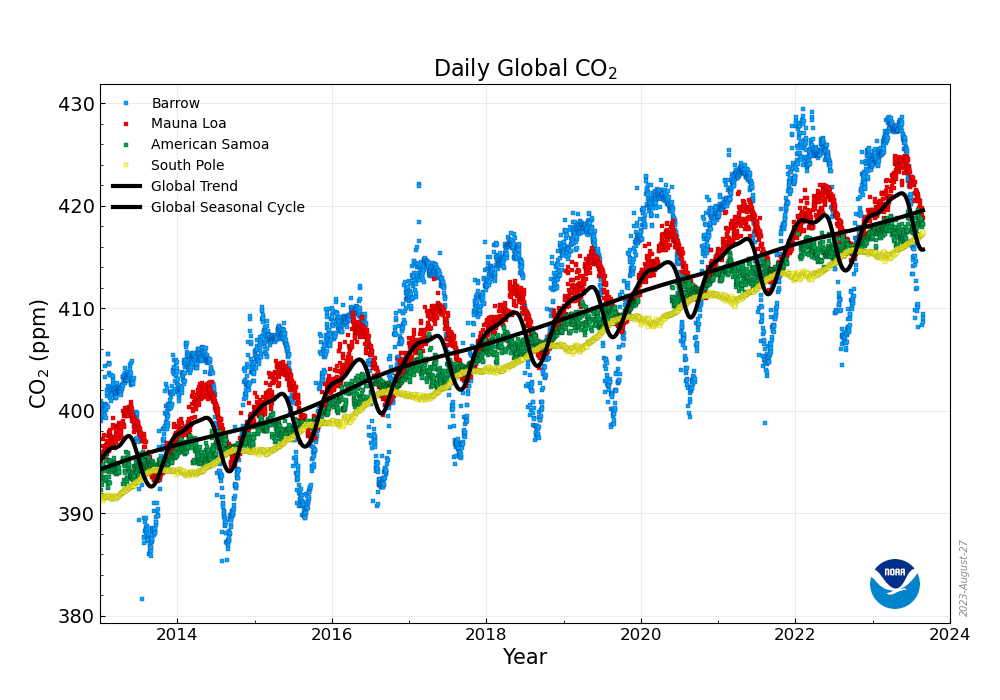 Daily Global CO₂
430
420
410
400
390
380
CO₂ (ppm)
Barrow
Mauna Loa
American Samoa
South Pole
Global Trend
Global Seasonal Cycle
NOAA
2023-August-27
2014
2016
2018
2020
2022
2024
Year